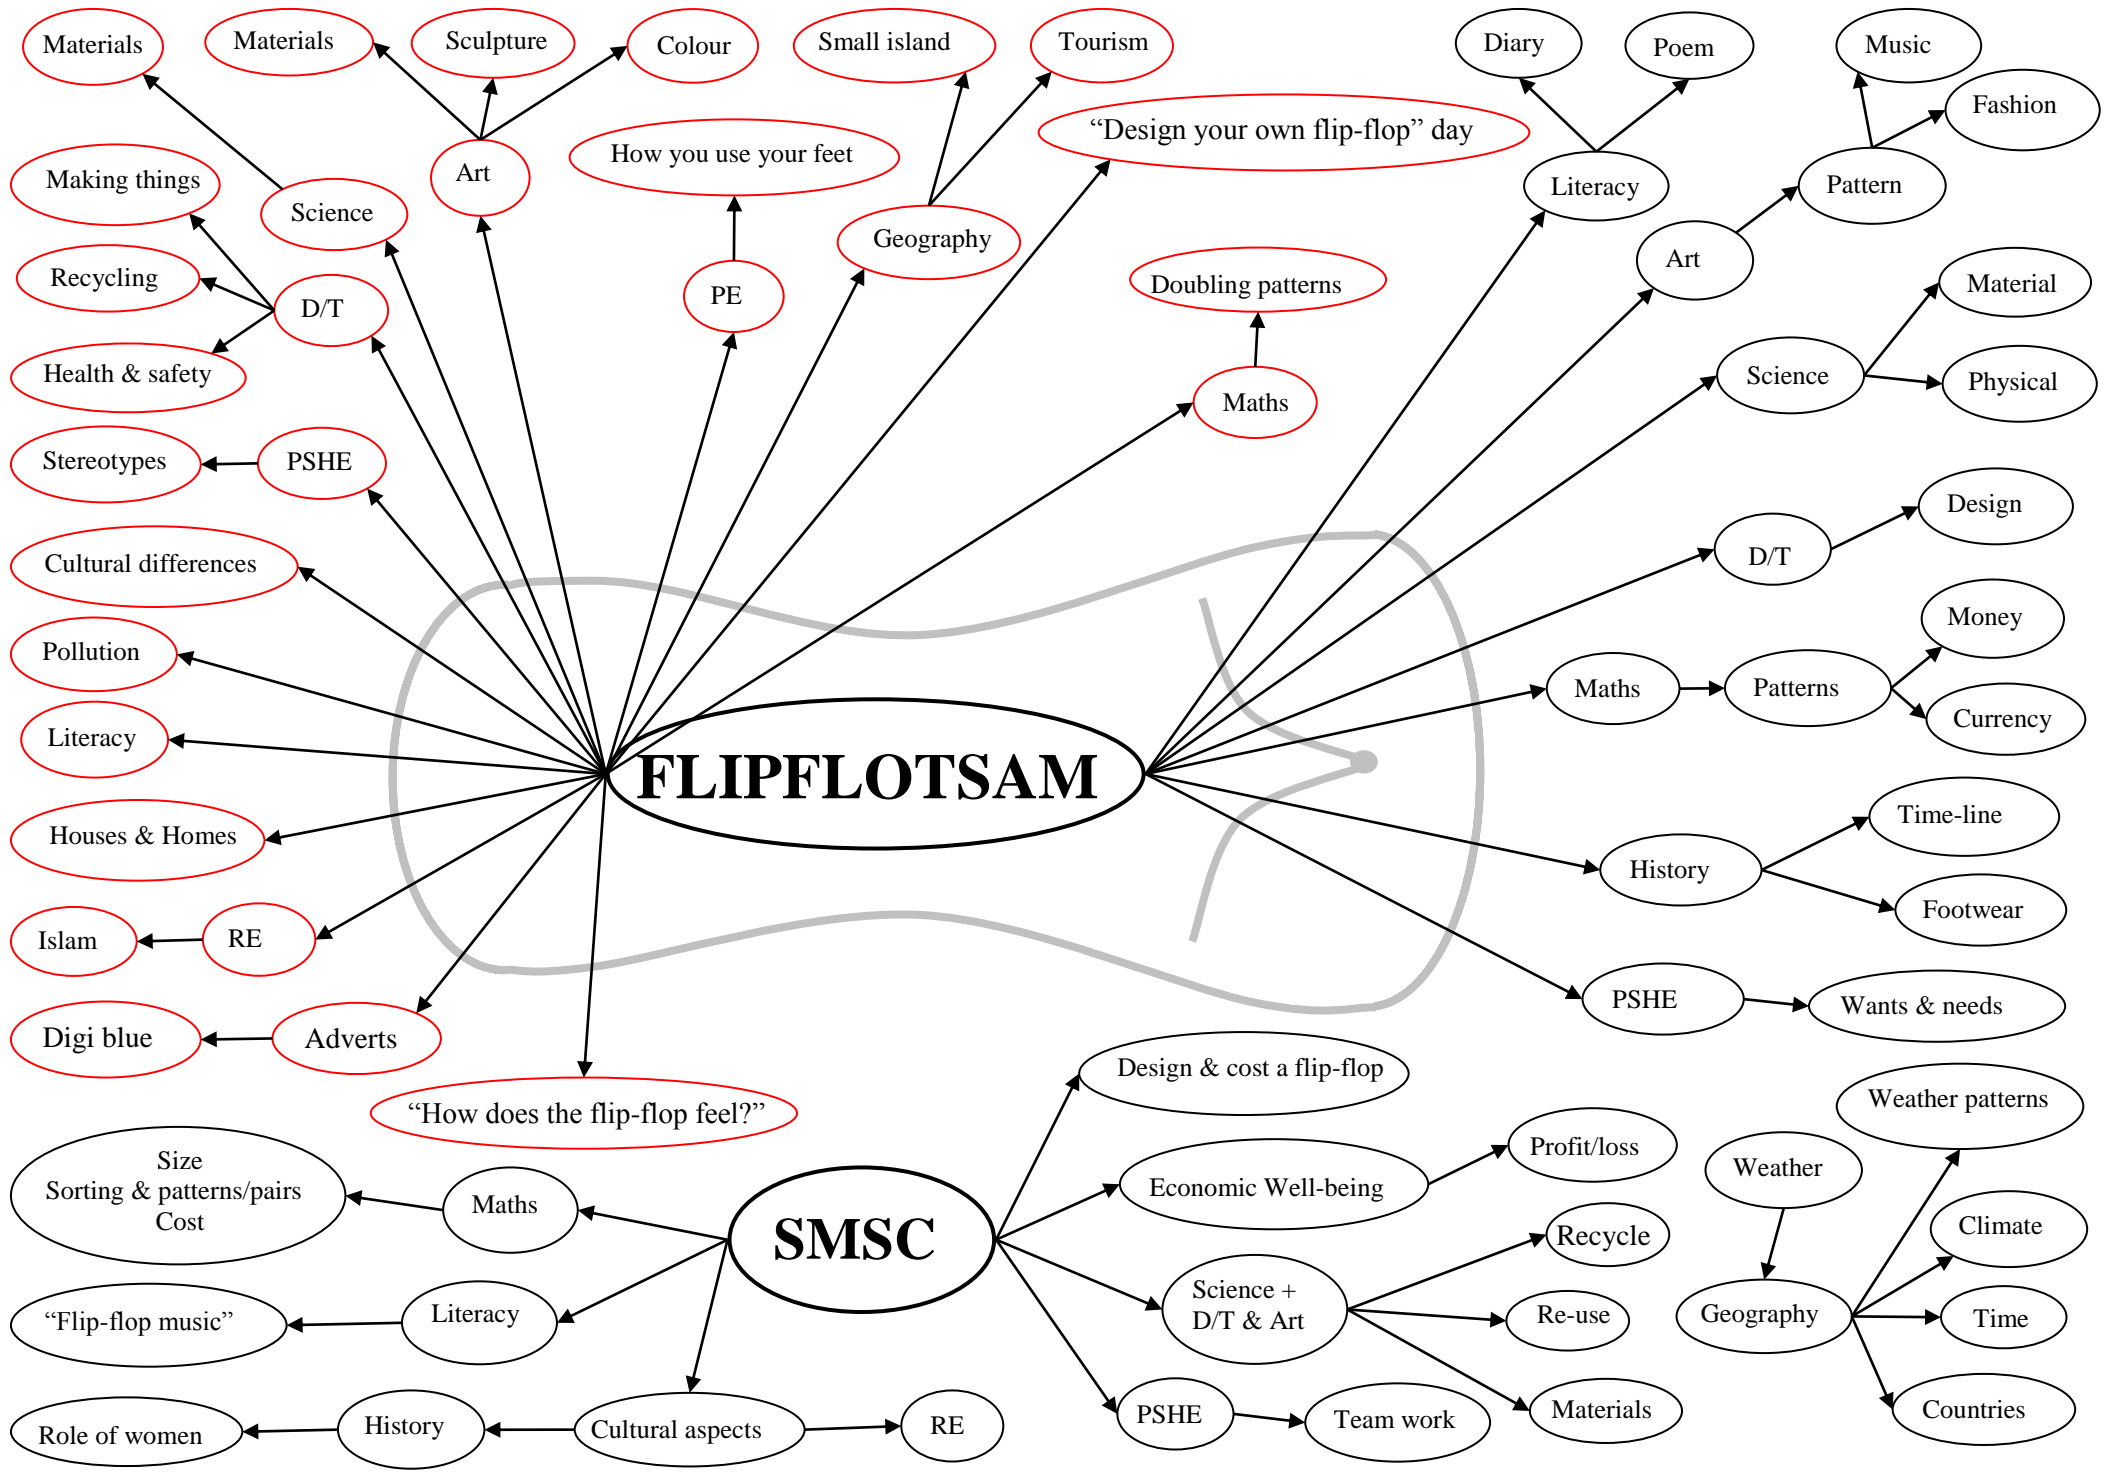 Materials
Materials
Sculpture
Colour
Small island
Tourism
Diary
Poem
Music
Fashion
“Design your own flip-flop” day
How you use your feet
Making things
Science
Art
Geography
Literacy
Pattern
Art
Recycling
D/T
PE
Doubling patterns
Material
Health & safety
Maths
Science
Physical
Stereotypes
PSHE
Design
D/T
Cultural differences
Money
Pollution
Maths
Patterns
Currency
Literacy
FLIPFLOTSAM
Houses & Homes
Time-line
History
Footwear
Islam
RE
PSHE
Wants & needs
Digi blue
Adverts
Design & cost a flip-flop
“How does the flip-flop feel?”
Weather patterns
Size
Sorting & patterns/pairs
Cost
Maths
SMSC
Economic Well-being
Profit/loss
Weather
Recycle
Climate
“Flip-flop music”
Literacy
Science +
D/T & Art
Re-use
Geography
Time
Role of women
History
Cultural aspects
RE
PSHE
Team work
Materials
Countries